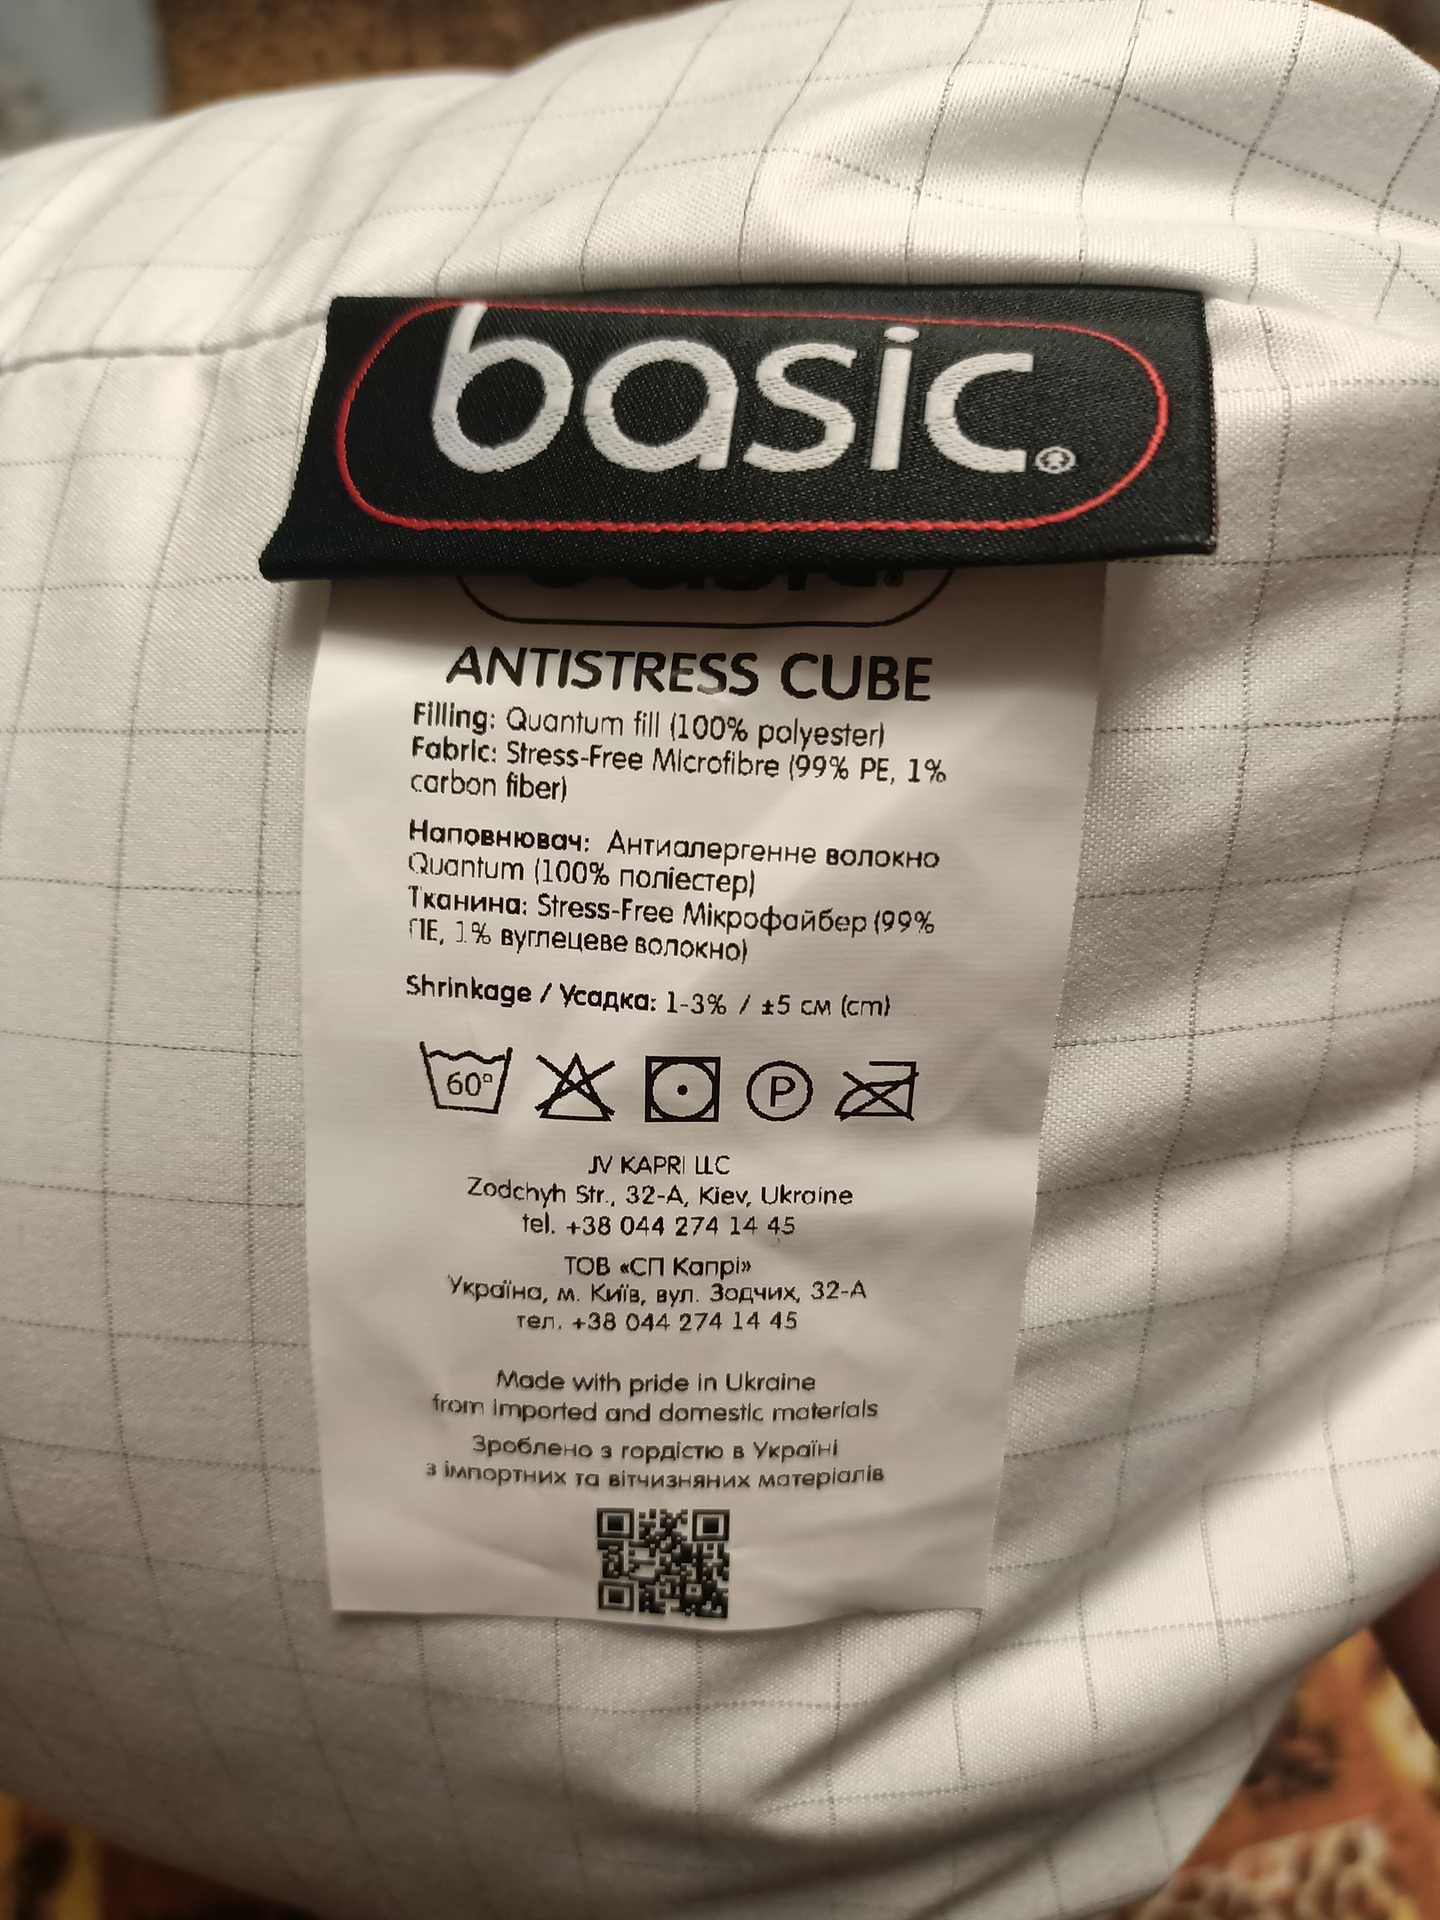 basic®
ANTISTRESS CUBE
Filling: Quantum fill (100% polyester)
Fabric: Stress-Free Microfibre (99% PE, 1%
carbon fiber)
Наповнювач: Антиалергенне волокно
Quantum (100% поліестер)
Тканина: Stress-Free Мікрофайбер (99%
ПЕ, 1% вуглецеве волокно)
Shrinkage / Усадка: 1-3% / ±5 см (cm)
60° P
JV KAPRI LLC
Zodchyh Str., 32-A, Kiev, Ukraine
tel. +38 044 274 14 45
ТОВ «СП Капрі»
Україна, м. Київ, вул. Зодчих, 32-А
тел. +38 044 274 14 45
Made with pride in Ukraine
from imported and domestic materials
Зроблено з гордістю в Україні
з імпортних та вітчизняних матеріалів